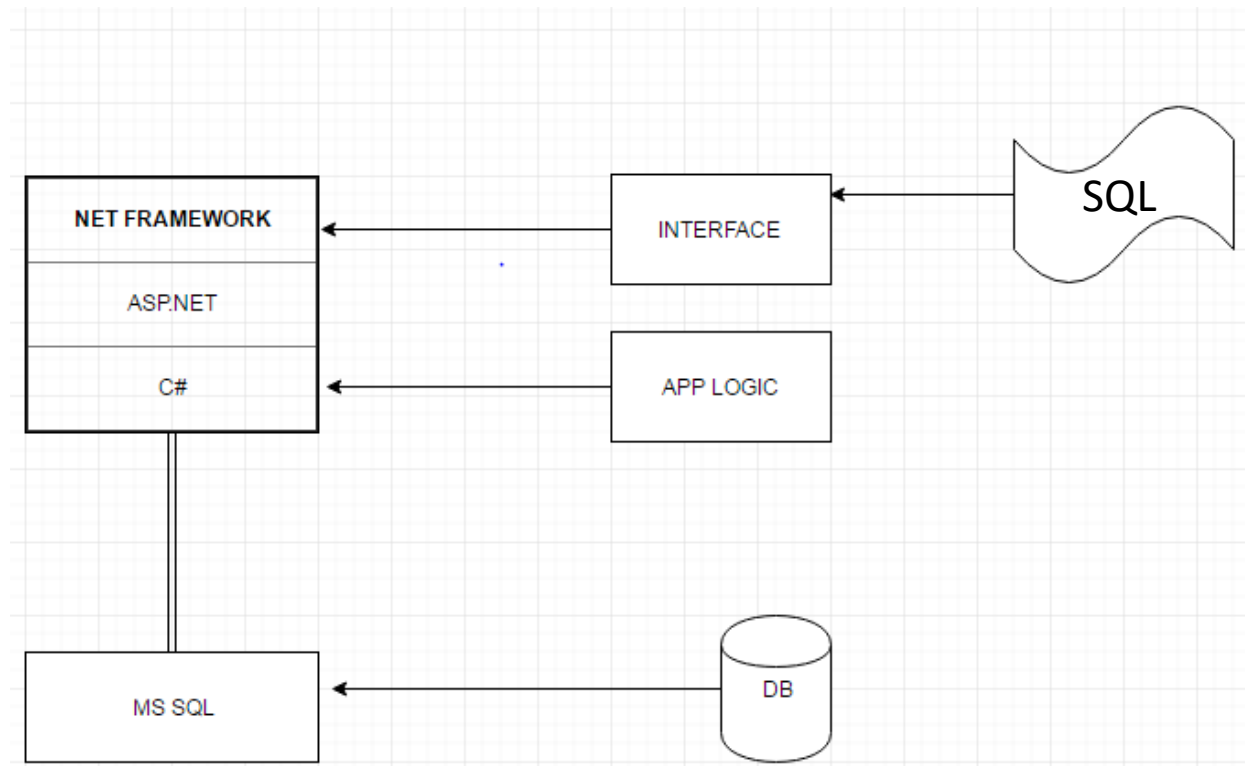 SQL
NET FRAMEWORK
INTERFACE
ASP.NET
C#
APP LOGIC
MS SQL
DB